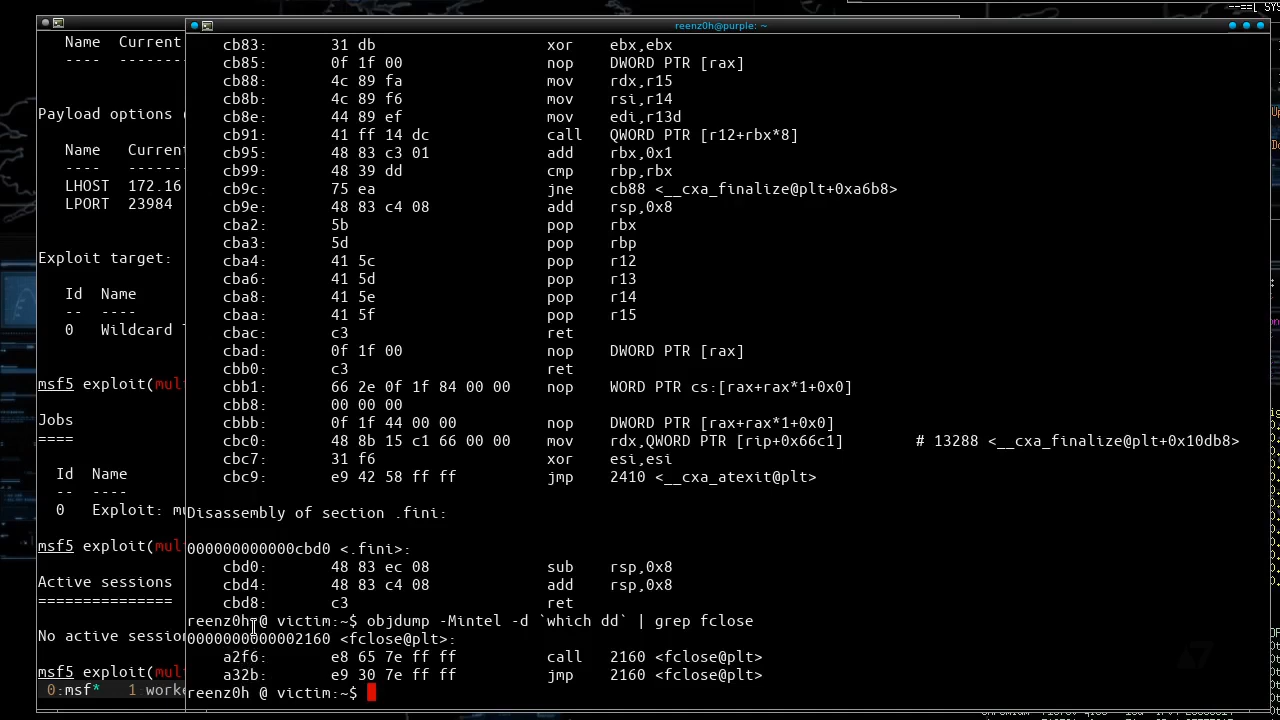 --==[ SYS
reenz0h@purple: ~
Name  Current
----  -------
Payload options (
Name   Current
----   -------
LHOST  172.16
LPORT  23984
Exploit target:
Id  Name
--  ----
0   Wildcard
msf5 exploit(mul
Jobs
====
Id  Name
--  ----
0   Exploit: mu
msf5 exploit(mul
Active sessions
===============
No active session
msf5 exploit(mul
0:msf*   1 worke
cb83:       31 db                   xor    ebx,ebx
cb85:       0f 1f 00                nop    DWORD PTR [rax]
cb88:       4c 89 fa                mov    rdx,r15
cb8b:       4c 89 f6                mov    rsi,r14
cb8e:       44 89 ef                mov    edi,r13d
cb91:       41 ff 14 dc             call   QWORD PTR [r12+rbx*8]
cb95:       48 83 c3 01             add    rbx,0x1
cb99:       48 39 dd                cmp    rbp,rbx
cb9c:       75 ea                   jne    cb88 <__cxa_finalize@plt+0xa6b8>
cb9e:       48 83 c4 08             add    rsp,0x8
cba2:       5b                      pop    rbx
cba3:       5d                      pop    rbp
cba4:       41 5c                   pop    r12
cba6:       41 5d                   pop    r13
cba8:       41 5e                   pop    r14
cbaa:       41 5f                   pop    r15
cbac:       c3                      ret
cbad:       0f 1f 00                nop    DWORD PTR [rax]
cbb0:       c3                      ret
cbb1:       66 2e 0f 1f 84 00 00    nop    WORD PTR cs:[rax+rax*1+0x0]
cbb8:       00 00 00
cbbb:       0f 1f 44 00 00          nop    DWORD PTR [rax+rax*1+0x0]
cbc0:       48 8b 15 c1 66 00 00    mov    rdx,QWORD PTR [rip+0x66c1]        # 13288 <__cxa_finalize@plt+0x10db8>
cbc7:       31 f6                   xor    esi,esi
cbc9:       e9 42 58 ff ff          jmp    2410 <__cxa_atexit@plt>
Disassembly of section .fini:
000000000000cbd0 <.fini>:
cbd0:       48 83 ec 08             sub    rsp,0x8
cbd4:       48 83 c4 08             add    rsp,0x8
cbd8:       c3                      ret
reenz0h @ victim:~$ objdump -Mintel -d `which dd` | grep fclose
0000000000002160 <fclose@plt>:
a2f6:       e8 65 7e ff ff          call   2160 <fclose@plt>
a32b:       e9 30 7e ff ff          jmp    2160 <fclose@plt>
reenz0h @ victim:~$